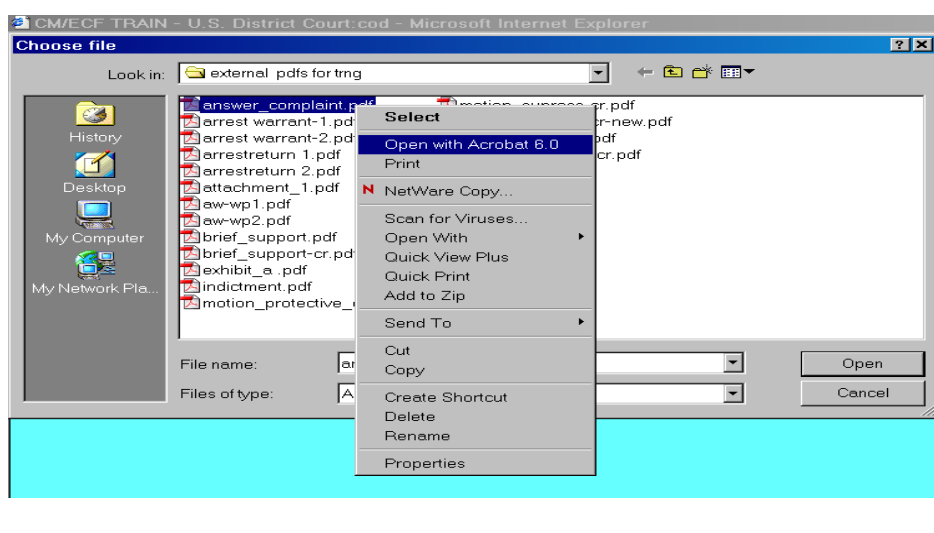 CM/ECF TRAIN - U.S. District Court:cod - Microsoft Internet Explorer
Choose file
Look in:
external pdfs for trng
History
Desktop
My Computer
My Network Pla...
answer_complaint.pdf
arrest warrant-1.pd
arrest warrant-2.pd
arrestreturn 1.pdf
arrestreturn 2.pdf
attachment_1.pdf
aw-wp1.pdf
aw-wp2.pdf
brief_support.pdf
brief_support-cr.pd
exhibit_a .pdf
indictment.pdf
motion_protective_
motion_supress_cr.pdf
cr-new.pdf
pdf
cr.pdf
Select
Open with Acrobat 6.0
Print
N NetWare Copy...
Scan for Viruses...
Open With
Quick View Plus
Quick Print
Add to Zip
Send To
Cut
Copy
Create Shortcut
Delete
Rename
Properties
File name:
Open
Files of type:
A
Cancel